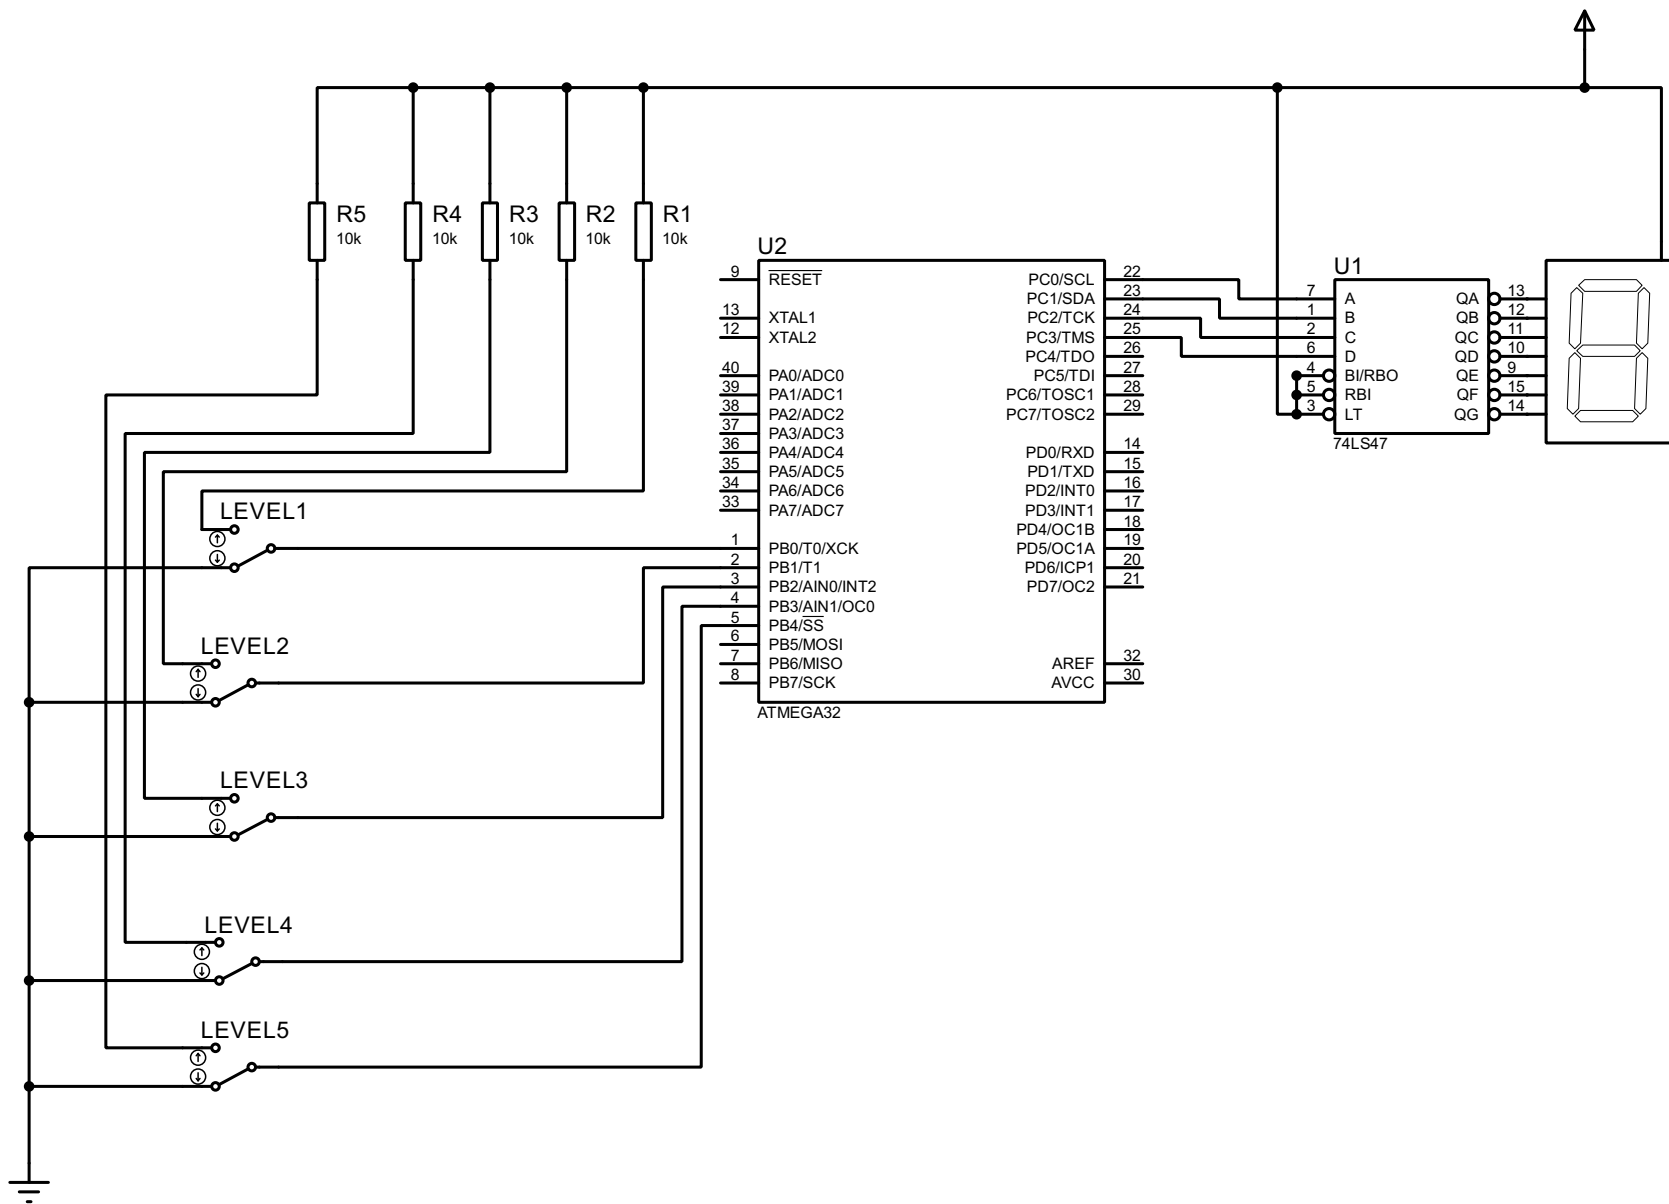 R5
10k
R4
10k
R3
10k
R2
10k
R1
10k
U2
9 RESET
13 XTAL1
12 XTAL2
40 PA0/ADC0
39 PA1/ADC1
38 PA2/ADC2
37 PA3/ADC3
36 PA4/ADC4
35 PA5/ADC5
34 PA6/ADC6
33 PA7/ADC7
1 PB0/T0/XCK
2 PB1/T1
3 PB2/AIN0/INT2
4 PB3/AIN1/OC0
5 PB4/SS
6 PB5/MOSI
7 PB6/MISO
8 PB7/SCK
PC0/SCL 22
PC1/SDA 23
PC2/TCK 24
PC3/TMS 25
PC4/TDO 26
PC5/TDI 27
PC6/TOSC1 28
PC7/TOSC2 29
PD0/RXD 14
PD1/TXD 15
PD2/INT0 16
PD3/INT1 17
PD4/OC1B 18
PD5/OC1A 19
PD6/ICP1 20
PD7/OC2 21
AREF 32
AVCC 30
ATMEGA32
U1
7 A QA 13
1 B QB 12
2 C QC 11
6 D QD 10
4 BI/RBO QE 9
5 RBI QF 15
3 LT QG 14
74LS47
LEVEL1
LEVEL2
LEVEL3
LEVEL4
LEVEL5